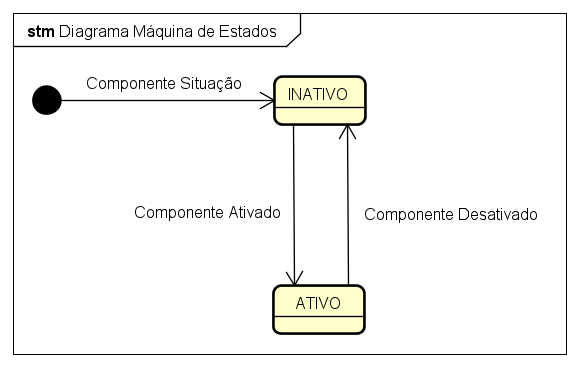 stm Diagrama Máquina de Estados
Componente Situação
INATIVO
Componente Ativado
Componente Desativado
ATIVO